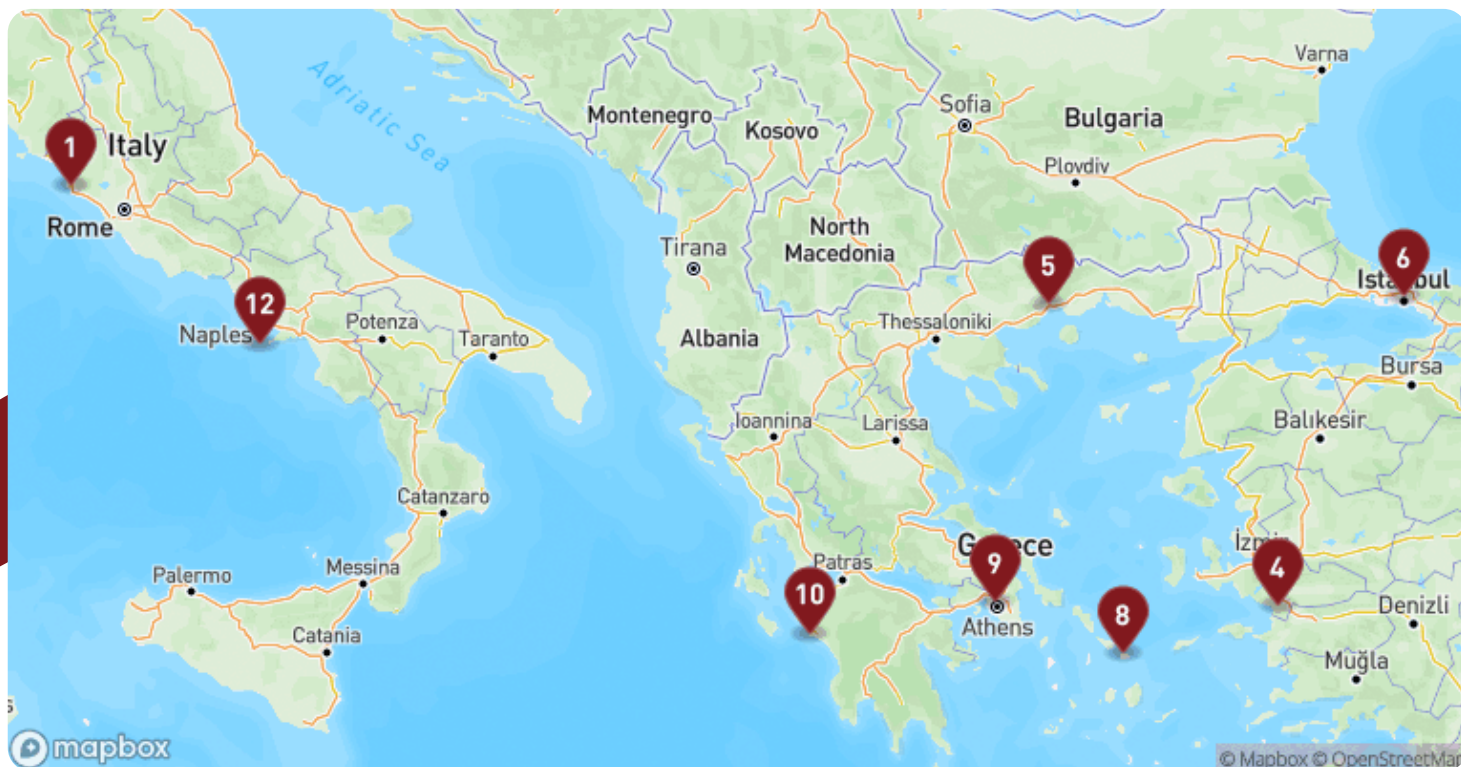 Varna
Adriatic Sea
Sofia
Montenegro
Bulgaria
Kosovo
1
Italy
Plovdiv
Rome
North
Macedonia
Tirana
5
6
Istanbul
12
Naples
Potenza
Taranto
Albania
Thessaloniki
Bursa
Ioannina
Larissa
Balıkesir
Catanzaro
Greece
İzmir
Palermo
Messina
Patras
9
4
10
8
Denizli
Athens
Catania
Muğla
s
mapbox
© Mapbox © OpenStreetMap